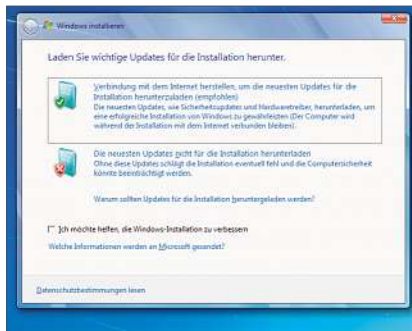 Windows installieren
Laden Sie wichtige Updates für die Installation herunter.
Verbindung mit dem Internet herstellen, um die neuesten Updates für die
Installation herunterzuladen (empfohlen)
Die neuesten Updates, wie Sicherheitsupdates und Hardwaretreiber, herunterladen, um
eine erfolgreiche Installation von Windows zu gewährleisten (Der Computer wird
während der Installation mit dem Internet verbunden bleiben).
Die neuesten Updates nicht für die Installation herunterladen
Ohne diese Updates schlägt die Installation eventuell fehl und die Computersicherheit
könnte beeinträchtigt werden.
Warum sollten Updates für die Installation heruntergeladen werden?
Ich möchte helfen, die Windows-Installation zu verbessern
Welche Informationen werden an Microsoft gesendet?
Datenschutzbestimmungen lesen